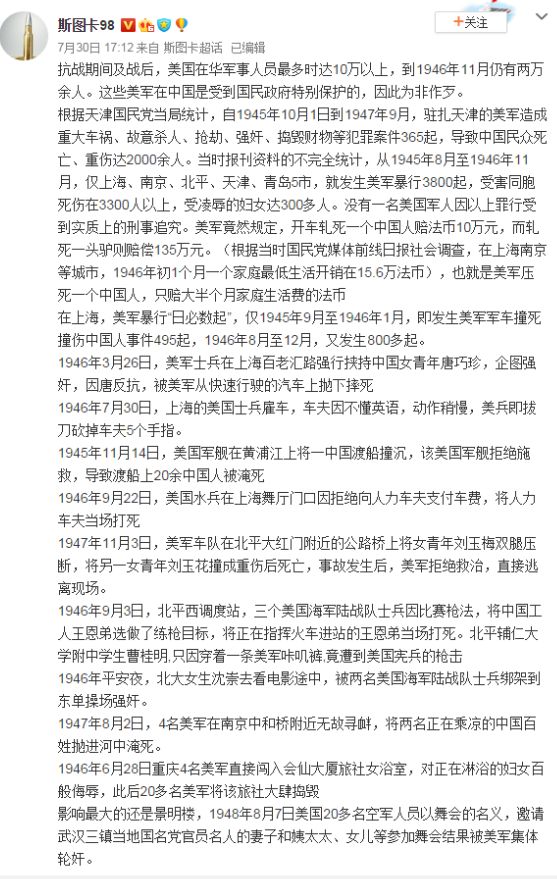 斯图卡98
+关注
7月30日 17:12 来自 斯图卡超话 已编辑
抗战期间及战后，美国在华军事人员最多时达10万以上，到1946年11月仍有两万
余人。这些美军在中国是受到国民政府特别保护的，因此为非作歹。
根据天津国民党当局统计，自1945年10月1日到1947年9月，驻扎天津的美军造成
重大车祸、故意杀人、抢劫、强奸、捣毁财物等犯罪案件365起，导致中国民众死
亡、重伤达2000余人。当时报刊资料的不完全统计，从1945年8月至1946年11
月，仅上海、南京、北平、天津、青岛5市，就发生美军暴行3800起，受害同胞
死伤在3300人以上，受凌辱的妇女达300多人。没有一名美国军人因以上罪行受
到实质上的刑事追究。美军竟然规定，开车轧死一个中国人赔法币10万元，而轧
死一头驴则赔偿135万元。（根据当时国民党媒体前线日报社会调查，在上海南京
等城市，1946年初1个月一个家庭最低生活开销在15.6万法币），也就是美军压
死一个中国人，只赔大半个月家庭生活费的法币
在上海，美军暴行“日必数起”，仅1945年9月至1946年1月，即发生美军军车撞死
撞伤中国人事件495起，1946年8月至12月，又发生800多起。
1946年3月26日，美军士兵在上海百老汇路强行挟持中国女青年唐巧珍，企图强
奸，因唐反抗，被美军从快速行驶的汽车上抛下摔死
1946年7月30日，上海的美国士兵雇车，车夫因不懂英语，动作稍慢，美兵即拔
刀砍掉车夫5个手指。
1945年11月14日，美国军舰在黄浦江上将一中国渡船撞沉，该美国军舰拒绝施
救，导致渡船上20余中国人被淹死
1946年9月22日，美国水兵在上海舞厅门口因拒绝向人力车夫支付车费，将人力
车夫当场打死
1947年11月3日，美军车队在北平大红门附近的公路桥上将女青年刘玉梅双腿压
断，将另一女青年刘玉花撞成重伤后死亡，事故发生后，美军拒绝救治，直接逃
离现场。
1946年9月3日，北平西调度站，三个美国海军陆战队士兵因比赛枪法，将中国工
人王恩弟选做了练枪目标，将正在指挥火车进站的王恩弟当场打死。北平辅仁大
学附中学生曹桂明,只因穿着一条美军咔叽裤,竟遭到美国宪兵的枪击
1946年平安夜，北大女生沈崇去看电影途中，被两名美国海军陆战队士兵绑架到
东单操场强奸。
1947年8月2日，4名美军在南京中和桥附近无故寻衅，将两名正在乘凉的中国百
姓抛进河中淹死。
1946年6月28日重庆4名美军直接闯入会仙大厦旅社女浴室，对正在淋浴的妇女百
般侮辱，此后20多名美军将该旅社大肆捣毁
影响最大的还是景明楼，1948年8月7日美国20多名空军人员以舞会的名义，邀请
武汉三镇当地国名党官员名人的妻子和姨太太、女儿等参加舞会结果被美军集体
轮奸。